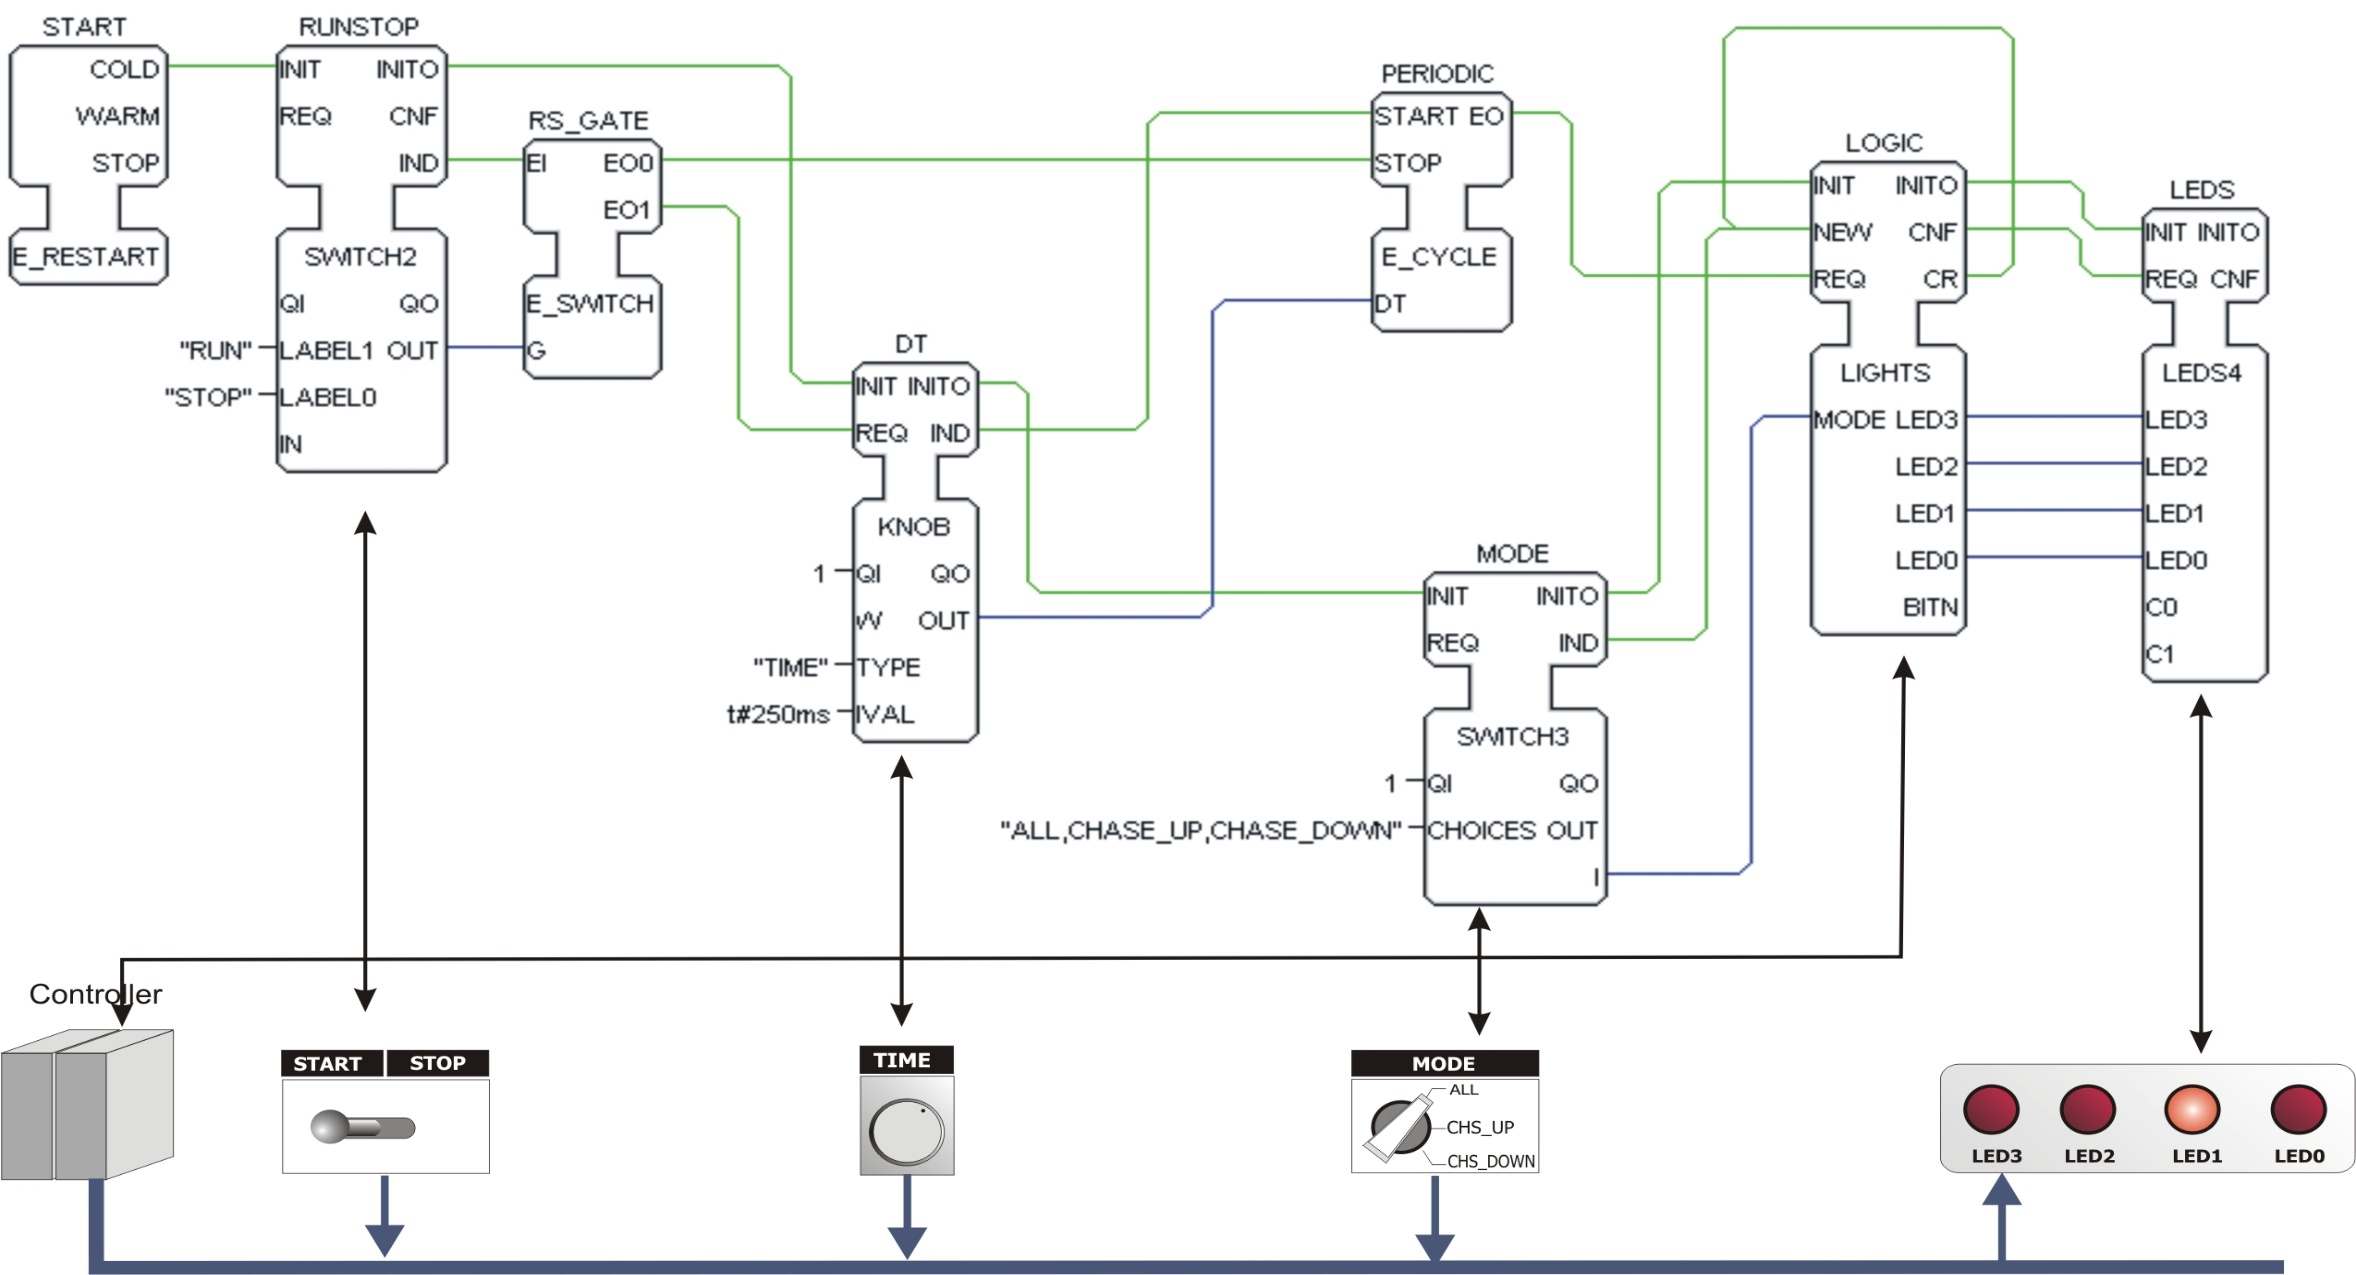 START
COLD
WARM
STOP
E_RESTART
RUNSTOP
INIT INITO
REQ CNF
IND
SWITCH2
QI QO
"RUN" LABEL1 OUT
"STOP" LABEL0
IN
RS_GATE
EI EO0
EO1
E_SWITCH
G
DT
INIT INITO
REQ IND
KNOB
1 QI QO
W OUT
"TIME" TYPE
t#250ms IVAL
PERIODIC
START EO
STOP
E_CYCLE
DT
MODE
INIT INITO
REQ IND
SWITCH3
1 QI QO
"ALL,CHASE_UP,CHASE_DOWN" CHOICES OUT
I
LOGIC
INIT INITO
NEW CNF
REQ CR
LIGHTS
MODE LED3
LED2
LED1
LED0
BITN
LEDS
INIT INITO
REQ CNF
LEDS4
LED3
LED2
LED1
LED0
C0
C1
Controller
START STOP
TIME
MODE
ALL
CHS_UP
CHS_DOWN
LED3 LED2 LED1 LED0